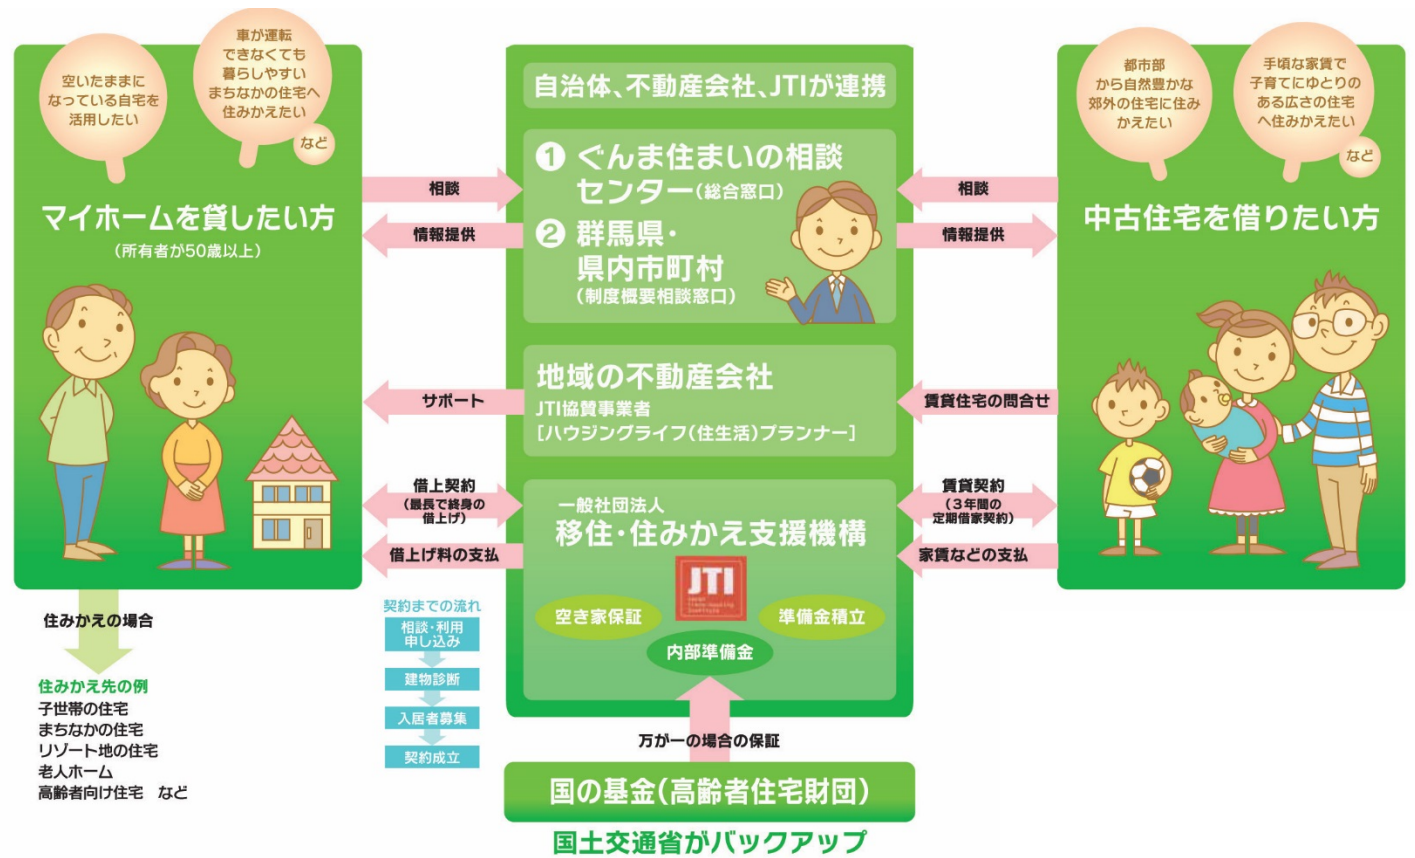 空いたままに
なっている自宅を
活用したい
車が運転
できなくても
暮らしやすい
まちなかの住宅へ
住みかえたい
など
マイホームを貸したい方
(所有者が50歳以上)
自治体、不動産会社、JTIが連携
❶ ぐんま住まいの相談
センター(総合窓口)
❷ 群馬県・
県内市町村
(制度概要相談窓口)
地域の不動産会社
JTI協賛事業者
[ハウジングライフ(住生活)プランナー]
一般社団法人
移住・住みかえ支援機構
JTI
空き家保証
準備金積立
内部準備金
都市部
から自然豊かな
郊外の住宅に住み
かえたい
手頃な家賃で
子育てにゆとりの
ある広さの住宅
へ住みかえたい
など
中古住宅を借りたい方
相談
情報提供
サポート
借上契約
(最長で終身の
借上げ)
借上げ料の支払
相談
情報提供
賃貸住宅の問合せ
賃貸契約
(3年間の
定期借家契約)
家賃などの支払
住みかえの場合
住みかえ先の例
子世帯の住宅
まちなかの住宅
リゾート地の住宅
老人ホーム
高齢者向け住宅 など
契約までの流れ
相談・利用
申し込み
建物診断
入居者募集
契約成立
万が一の場合の保証
国の基金(高齢者住宅財団)
国土交通省がバックアップ